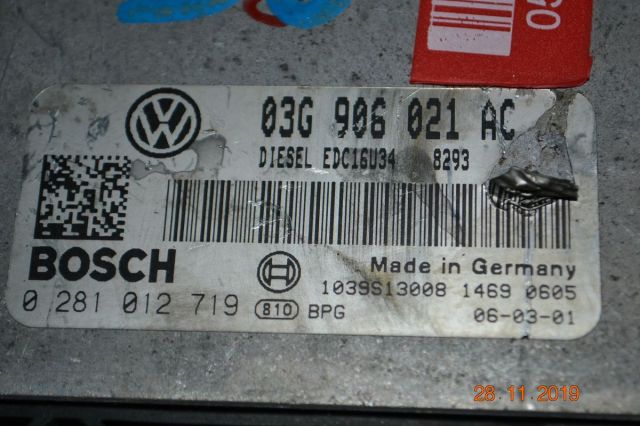 05
03G 906 021 AC
DIESEL EDC16U34 8293
BOSCH
Made in Germany
0 281 012 719
810
BPG
1039S13008 1469 0605
06-03-01
28.11.2019